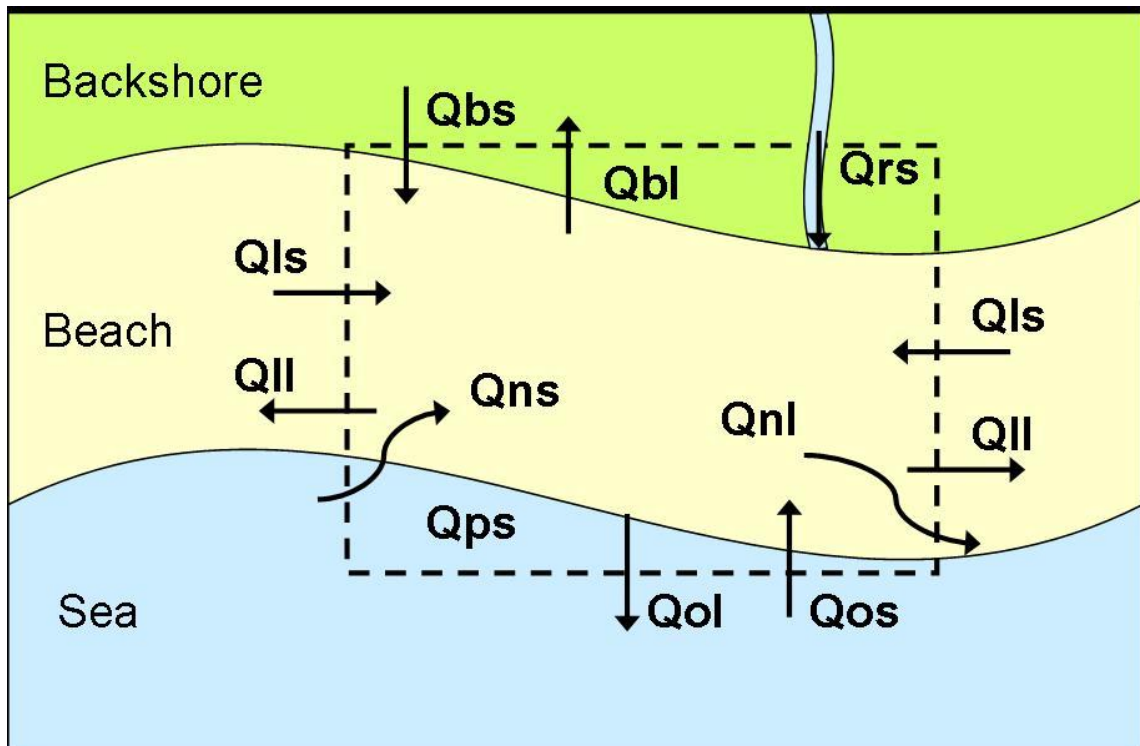 Backshore
Qbs
Qbl
Qrs
Qls
Beach
Qls
Qll
Qns
Qnl
Qll
Qps
Sea
Qol
Qos